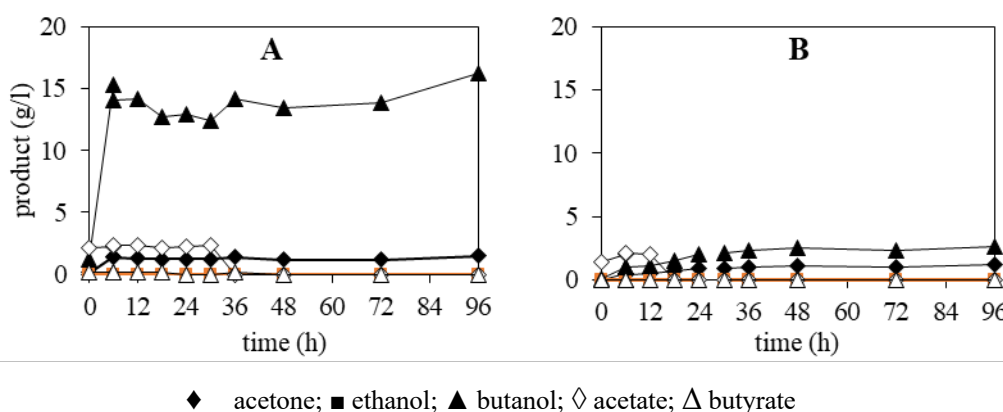 20
15
10
5
0
product (g/l)
A
0 12 24 36 48 60 72 84 96
time (h)
20
15
10
5
0
B
0 12 24 36 48 60 72 84 96
time (h)
♦ acetone; ■ ethanol; ▲ butanol; ◊ acetate; Δ butyrate